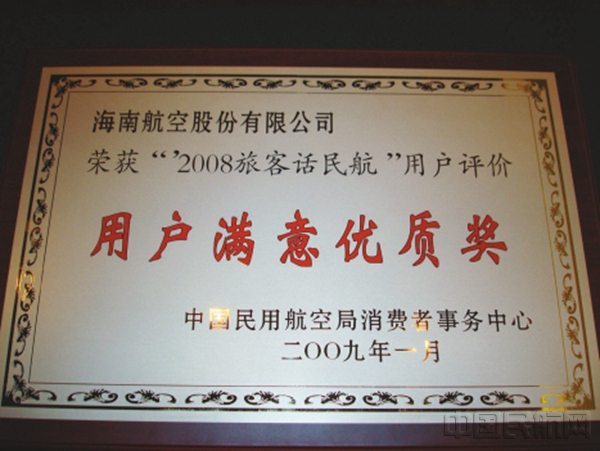 海南航空股份有限公司
荣获“’2008旅客话民航”用户评价
用户满意优质奖
中国民用航空局消费者事务中心
二〇〇九年一月
中国民航网